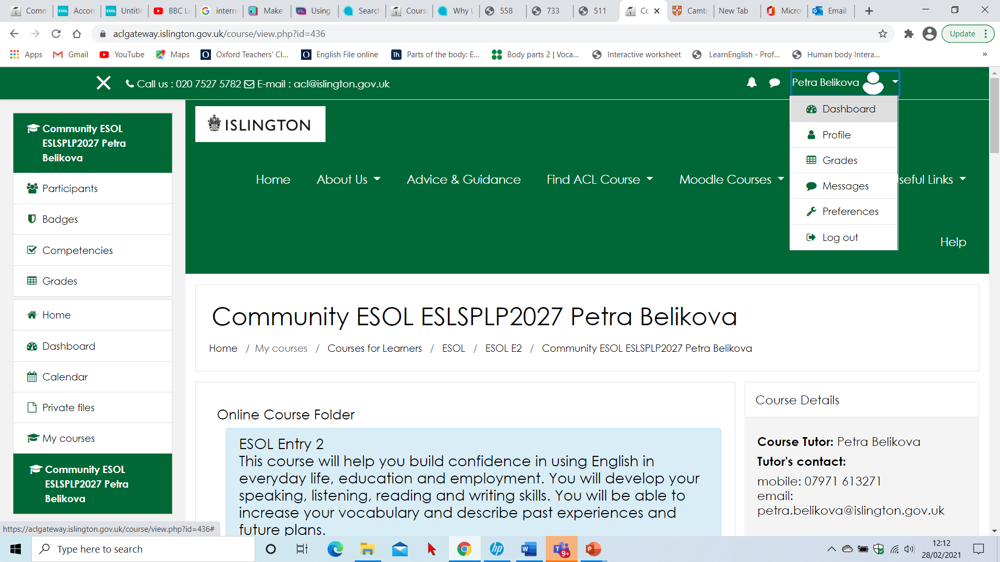 Comm
Accon
Untitle
BBC Le
intern
Make
Using
Search
Course
Why U
558
733
511
Co
Camb
New Tab
Micro
Email
aclgateway.islington.gov.uk/course/view.php?id=436
Update
Apps
Gmail
YouTube
Maps
Oxford Teachers' Cl...
English File online
Parts of the body: E...
Body parts 2 | Voca...
Interactive worksheet
LearnEnglish - Prof...
Human body Intera...
»
Call us : 020 7527 5782 E-mail : acl@islington.gov.uk
Petra Belikova
Dashboard
Profile
Grades
Messages
Preferences
Log out
ISLINGTON
Home
About Us
Advice & Guidance
Find ACL Course
Moodle Courses
seful Links
Help
Community ESOL
ESLSPLP2027 Petra
Belikova
Participants
Badges
Competencies
Grades
Home
Dashboard
Calendar
Private files
My courses
Community ESOL
ESLSPLP2027 Petra
Belikova
Community ESOL ESLSPLP2027 Petra Belikova
Home / My courses / Courses for Learners / ESOL / ESOL E2 / Community ESOL ESLSPLP2027 Petra Belikova
Online Course Folder
ESOL Entry 2
This course will help you build confidence in using English in
everyday life, education and employment. You will develop your
speaking, listening, reading and writing skills. You will be able to
increase your vocabulary and describe past experiences and
future plans.
Course Details
Course Tutor: Petra Belikova
Tutor's contact:
mobile: 07971 613271
email:
petra.belikova@islington.gov.uk
https://aclgateway.islington.gov.uk/course/view.php?id=436#
Type here to search
9+
12:12
28/02/2021